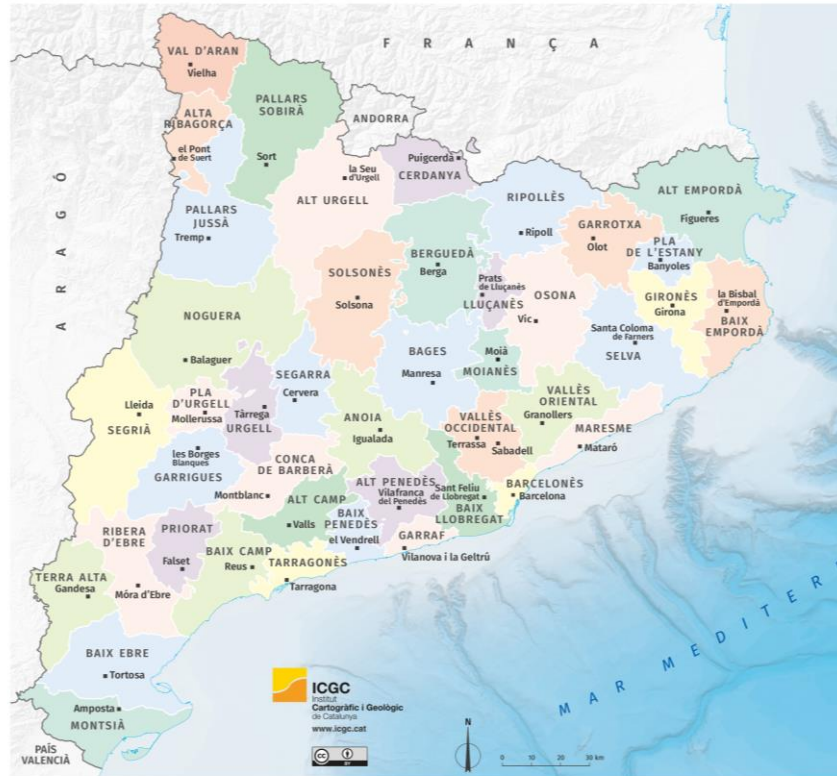 FRANÇA
VAL D'ARAN
Vielha
PALLARS
SOBIRÀ
Sort
ALTA
RIBAGORÇA
el Pont
de Suert
ANDORRA
Puigcerdà
CERDANYA
la Seu
d'Urgell
ALT URGELL
RIPOLLÈS
Ripoll
ALT EMPORDÀ
Figueres
GARROTXA
Olot
PLA
DE L'ESTANY
Banyoles
PALLARS
JUSSÀ
Tremp
ARAGÓ
BERGUEDÀ
Berga
SOLSONÈS
Solsona
Prats
de Lluçanès
LLUÇANÈS
OSONA
Vic
GIRONÈS
Girona
la Bisbal
d'Empordà
BAIX
EMPORDÀ
Santa Coloma
de Farners
SELVA
NOGUERA
Balaguer
SEGARRA
Cervera
BAGES
Manresa
Moià
MOIANÈS
VALLÈS
ORIENTAL
Granollers
MARESME
Mataró
Lleida
SEGRIÀ
PLA
D'URGELL
Mollerussa
Tàrrega
URGELL
ANOIA
Igualada
VALLÈS
OCCIDENTAL
Terrassa
Sabadell
les Borges
Blanques
GARRIGUES
CONCA
DE BARBERÀ
Montblanc
ALT PENEDÈS
Vilafranca
del Penedès
Sant Feliu
de Llobregat
BAIX
LLOBREGAT
BARCELONÈS
Barcelona
ALT CAMP
Valls
BAIX
PENEDÈS
el Vendrell
GARRAF
Vilanova i la Geltrú
RIBERA
D'EBRE
Móra d'Ebre
PRIORAT
Falset
BAIX CAMP
Reus
TARRAGONÈS
Tarragona
TERRA ALTA
Gandesa
BAIX EBRE
Tortosa
Amposta
MONTSIÀ
PAÍS
VALENCIÀ
MAR MEDITER
ICGC
Institut
Cartogràfic i Geològic
de Catalunya
www.icgc.cat
cc
BY
N
0 10 20 30 km